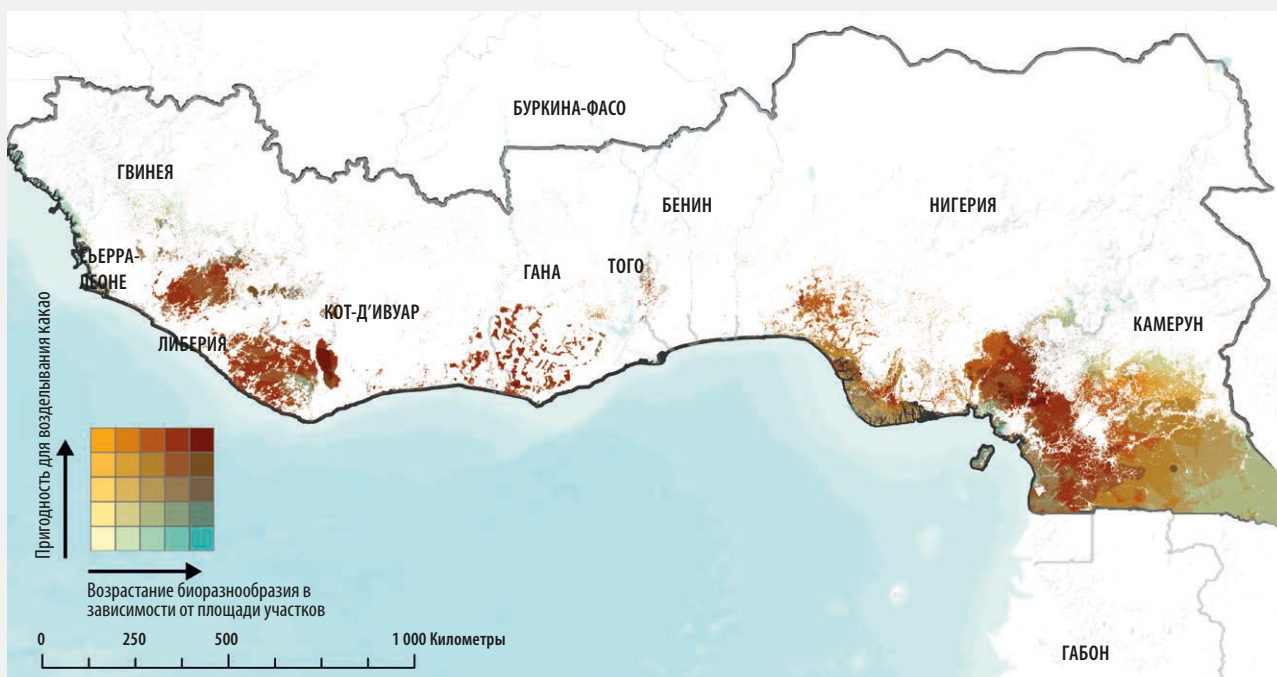 БУРКИНА-ФАСО
ГВИНЕЯ
БЕНИН
НИГЕРИЯ
СЬЕРРА-
ЛЕОНЕ
ГАНА
ТОГО
КОТ-Д'ИВУАР
КАМЕРУН
ЛИБЕРИЯ
Пригодность для возделывания какао
Возрастание биоразнообразия в
зависимости от площади участков
0 250 500 1 000 Километры
ГАБОН